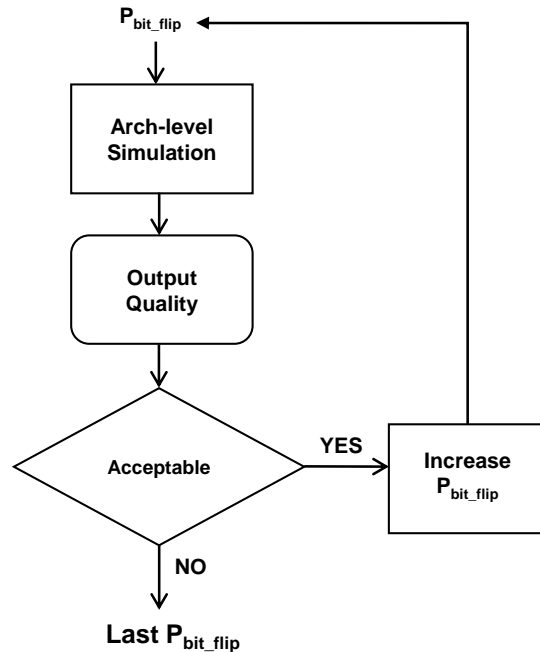 P_bit_flip
Arch-level
Simulation
Output
Quality
Acceptable
YES
Increase
P_bit_flip
NO
Last P_bit_flip